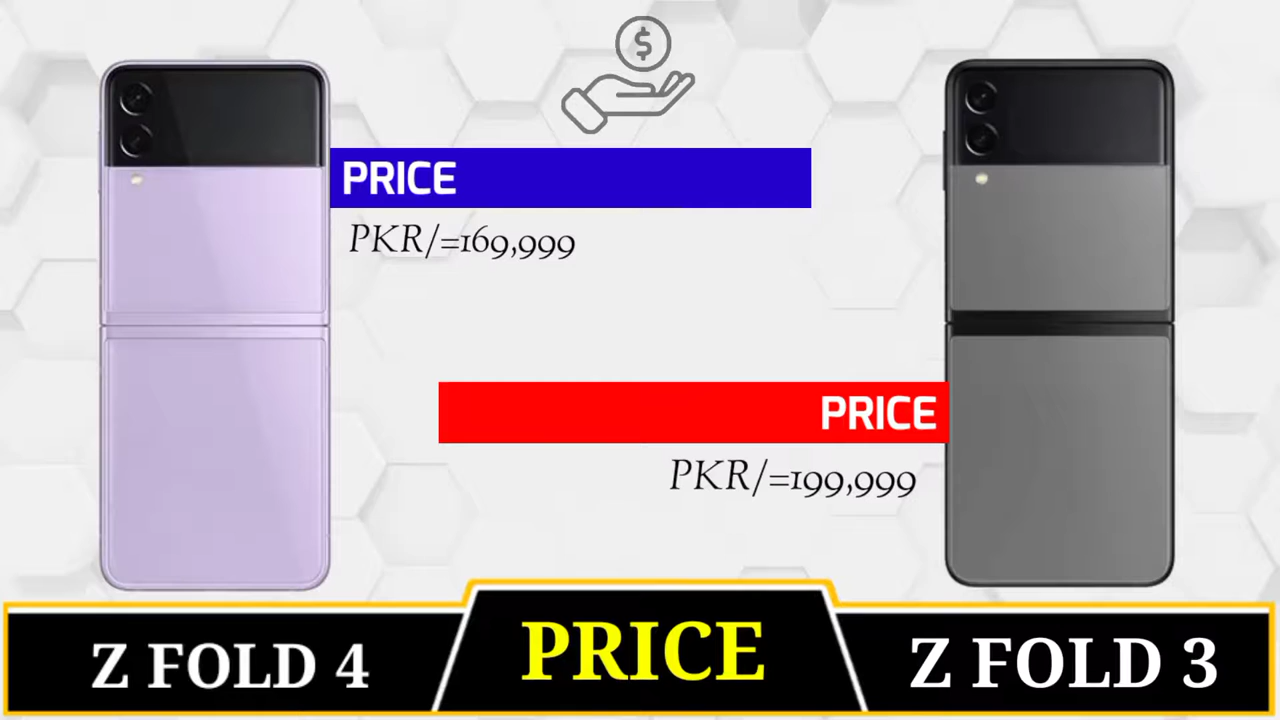 $
PRICE
PKR/=169,999
PRICE
PKR/=199,999
Z FOLD 4
PRICE
Z FOLD 3